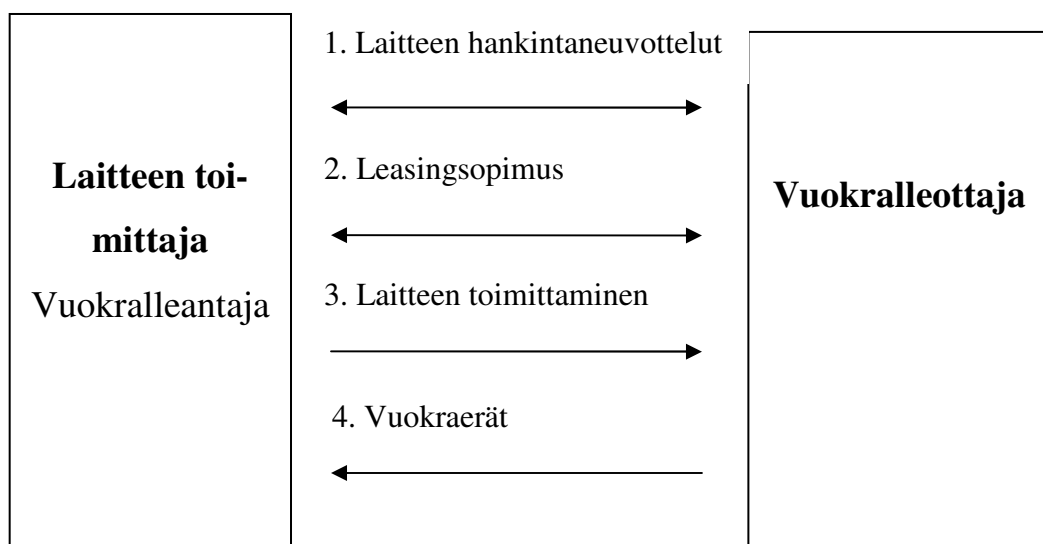 1. Laitteen hankintaneuvottelut
Laitteen toi-
mittaja
Vuokralleantaja
2. Leasingsopimus
3. Laitteen toimittaminen
4. Vuokraerät
Vuokralleottaja